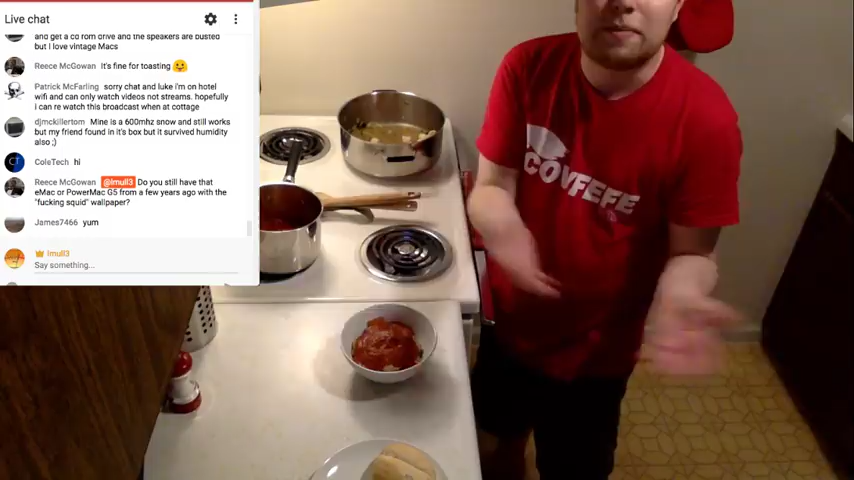 Live chat
and get a cd rom drive and the speakers are busted
but I love vintage Macs
Reece McGowan It's fine for toasting
Patrick McFarling sorry chat and luke i'm on hotel
wifi and can only watch videos not streams. hopefully
i can re watch this broadcast when at cottage
djmckillertom Mine is a 600mhz snow and still works
but my friend found in it's box but it survived humidity
also ;)
CT ColeTech hi
Reece McGowan @lmull3 Do you still have that
eMac or PowerMac G5 from a few years ago with the
"fucking squid" wallpaper?
James7466 yum
lmull3
Say something...
COVFEFE